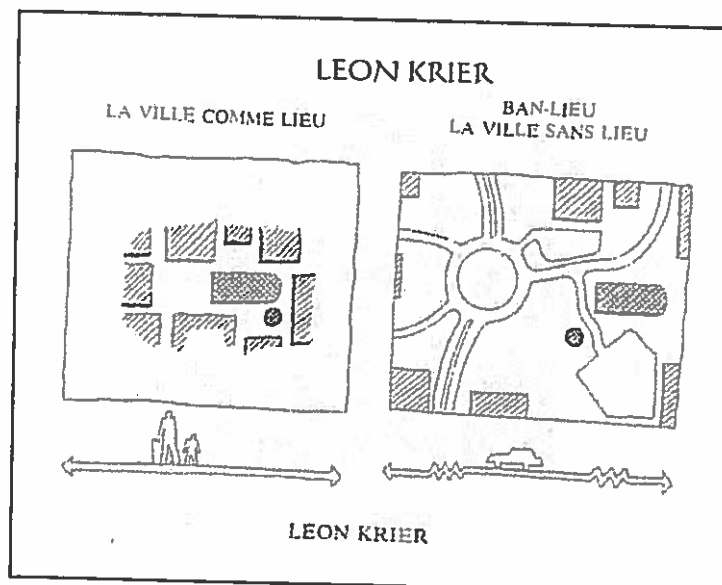 LEON KRIER
LA VILLE COMME LIEU
BAN-LIEU
LA VILLE SANS LIEU
LEON KRIER